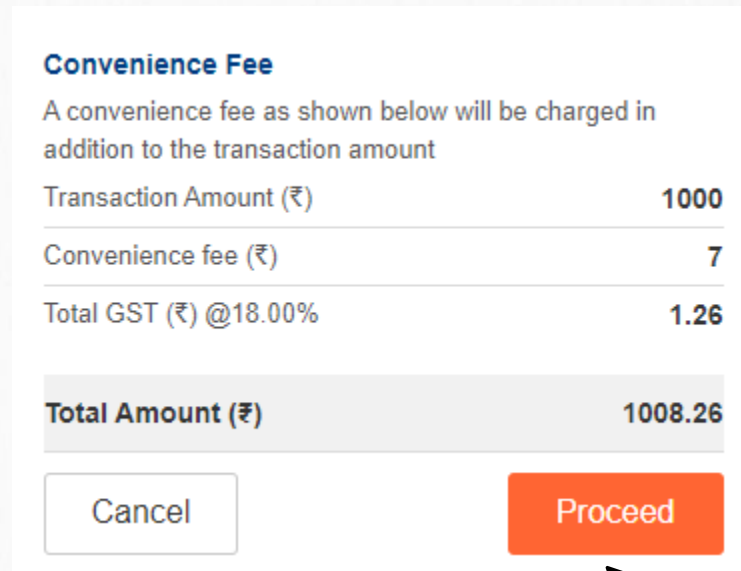 Convenience Fee
A convenience fee as shown below will be charged in
addition to the transaction amount
Transaction Amount (₹) 1000
Convenience fee (₹) 7
Total GST (₹) @18.00% 1.26
Total Amount (₹) 1008.26
Cancel Proceed